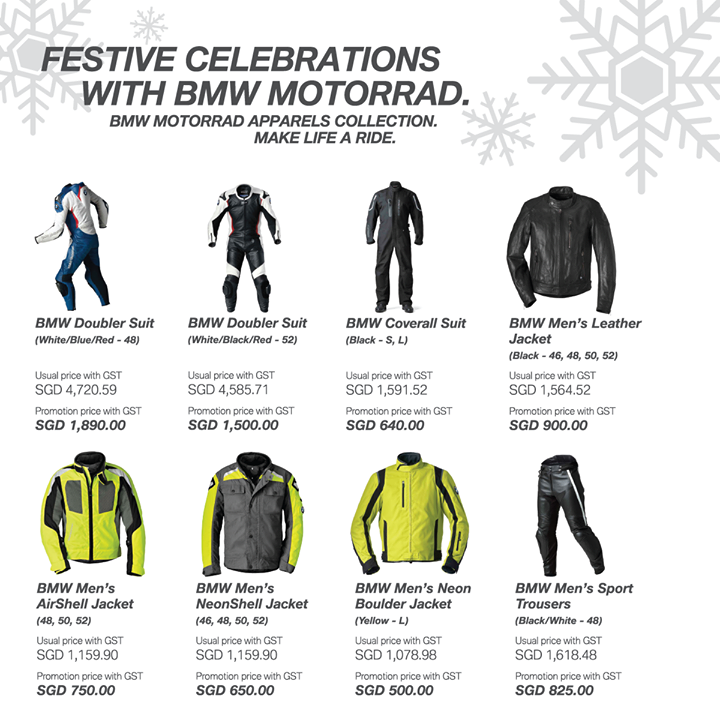 FESTIVE CELEBRATIONS
WITH BMW MOTORRAD.
BMW MOTORRAD APPARELS COLLECTION.
MAKE LIFE A RIDE.
BMW Doubler Suit
(White/Blue/Red - 48)
Usual price with GST
SGD 4,720.59
Promotion price with GST
SGD 1,890.00
BMW Doubler Suit
(White/Black/Red - 52)
Usual price with GST
SGD 4,585.71
Promotion price with GST
SGD 1,500.00
BMW Coverall Suit
(Black - S, L)
Usual price with GST
SGD 1,591.52
Promotion price with GST
SGD 640.00
BMW Men's Leather
Jacket
(Black - 46, 48, 50, 52)
Usual price with GST
SGD 1,564.52
Promotion price with GST
SGD 900.00
BMW Men's
AirShell Jacket
(48, 50, 52)
Usual price with GST
SGD 1,159.90
Promotion price with GST
SGD 750.00
BMW Men's
NeonShell Jacket
(46, 48, 50, 52)
Usual price with GST
SGD 1,159.90
Promotion price with GST
SGD 650.00
BMW Men's Neon
Boulder Jacket
(Yellow - L)
Usual price with GST
SGD 1,078.98
Promotion price with GST
SGD 500.00
BMW Men's Sport
Trousers
(Black/White - 48)
Usual price with GST
SGD 1,618.48
Promotion price with GST
SGD 825.00